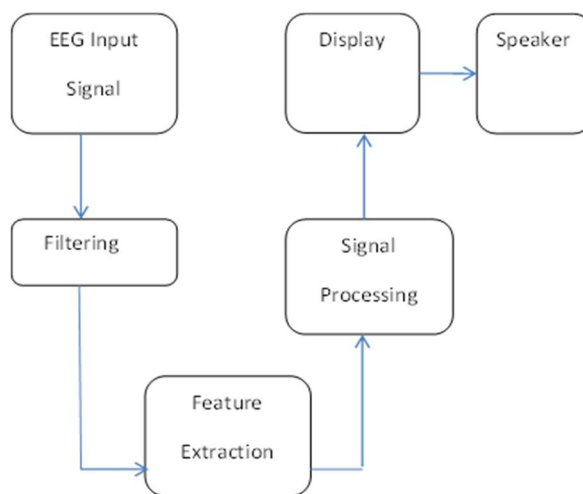 EEG Input
Signal
Filtering
Feature
Extraction
Signal
Processing
Display
Speaker